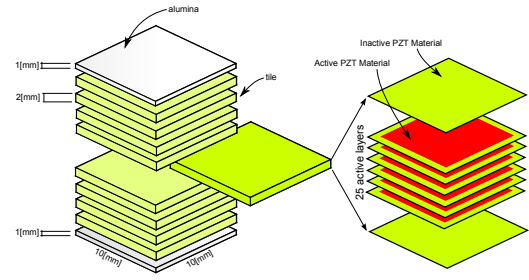 alumina
1[mm]
2[mm]
tile
1[mm]
10[mm]
10[mm]
Inactive PZT Material
Active PZT Material
25 active layers